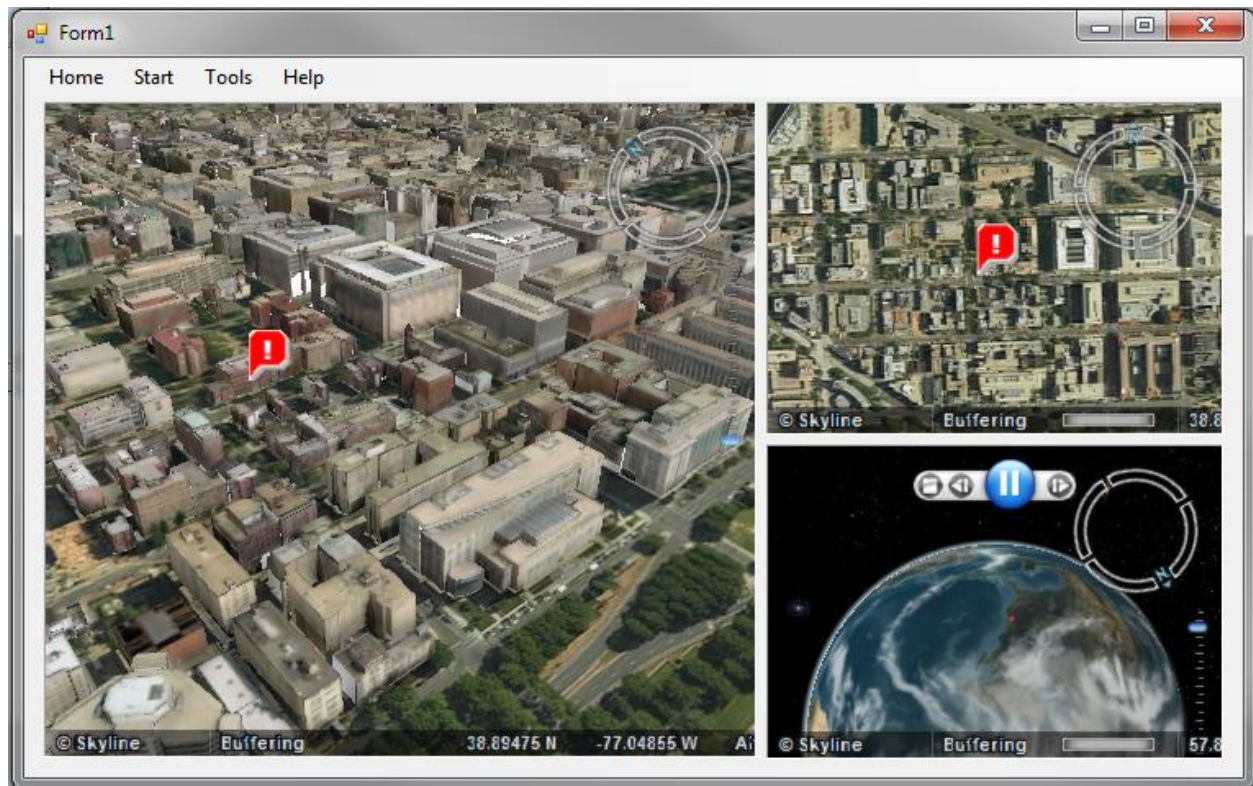 Form1
Home Start Tools Help
N
!
© Skyline Buffering 38.89475 N -77.04855 W
N
!
© Skyline Buffering 38.8
N
© Skyline Buffering 57.8